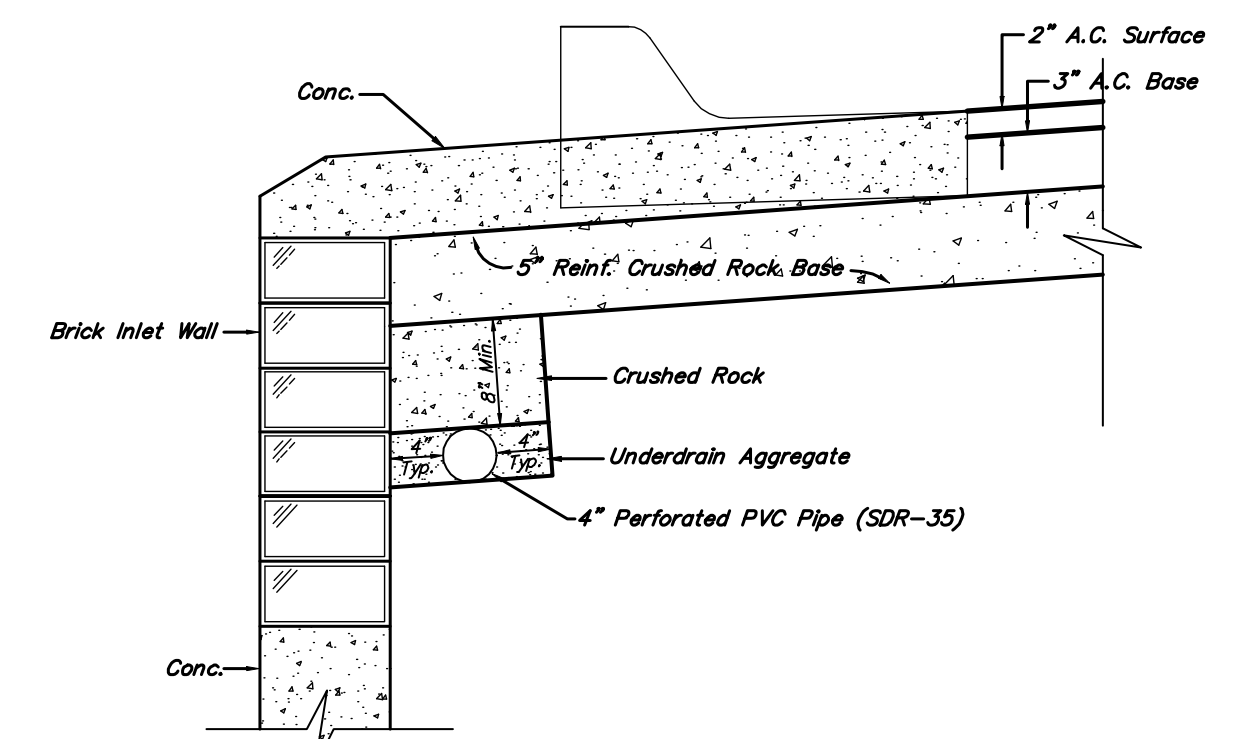 2" A.C. Surface
3" A.C. Base
Conc.
5" Reinf. Crushed Rock Base
Brick Inlet Wall
8" Min.
Crushed Rock
4" Typ.
4" Typ.
Underdrain Aggregate
4" Perforated PVC Pipe (SDR-35)
Conc.